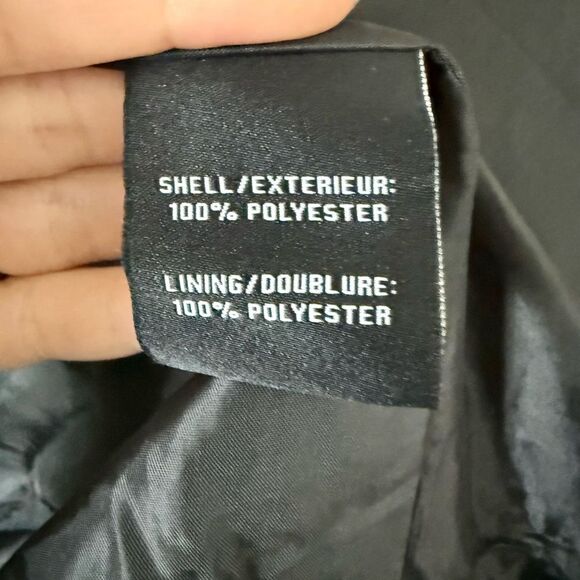 SHELL/EXTERIEUR:
100% POLYESTER
LINING/DOUBLURE:
100% POLYESTER